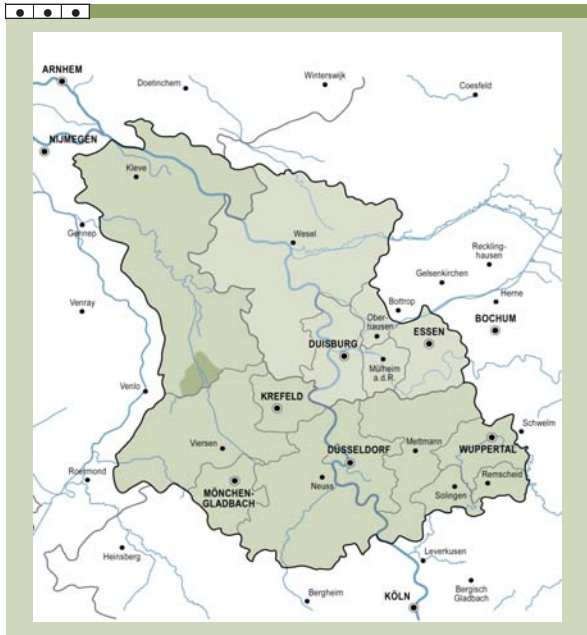 ARNHEM
Doetinchem
Winterswijk
Coesfeld
NIJMEGEN
Kleve
Gennep
Wesel
Reckling-
hausen
Gelsenkirchen
Venray
Bottrop
Herne
Ober-
hausen
BOCHUM
ESSEN
DUISBURG
Mülheim
a.d.R.
Venlo
KREFELD
Schwelm
Viersen
Mettmann
WUPPERTAL
DÜSSELDORF
Roermond
Neuss
Remscheid
MÖNCHEN-
GLADBACH
Solingen
Heinsberg
Leverkusen
Bergheim
Bergisch
Gladbach
KÖLN